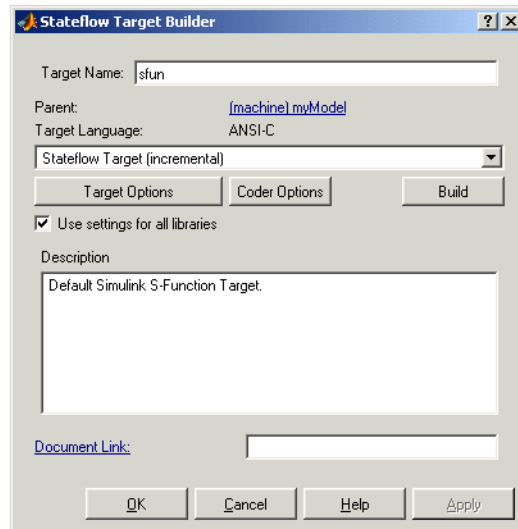 Stateflow Target Builder
Target Name: sfun
Parent: (machine) myModel
Target Language: ANSI-C
Stateflow Target (incremental)
Target Options Coder Options Build
Use settings for all libraries
Description
Default Simulink S-Function Target.
Document Link:
OK Cancel Help Apply